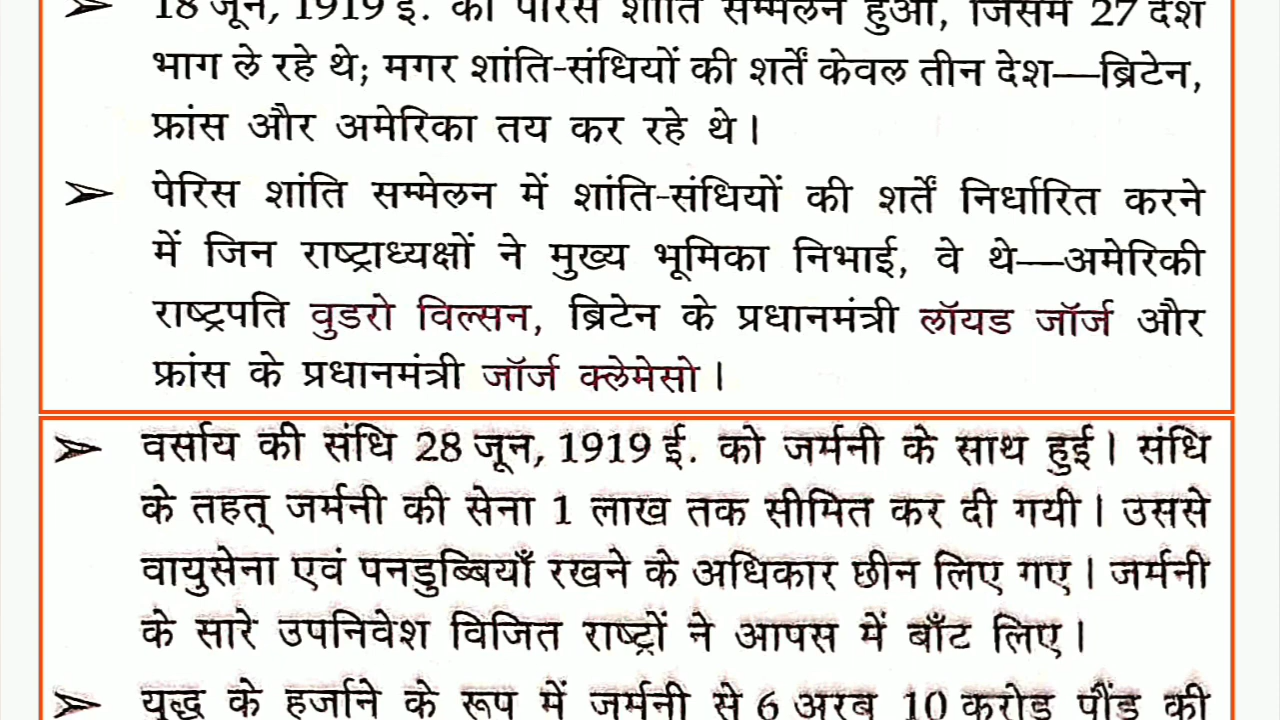 ➢ 18 जून, 1919 ई. को पेरिस शांति सम्मेलन हुआ, जिसमें 27 देश
भाग ले रहे थे; मगर शांति-संधियों की शर्तें केवल तीन देश—ब्रिटेन,
फ्रांस और अमेरिका तय कर रहे थे।
➢ पेरिस शांति सम्मेलन में शांति-संधियों की शर्तें निर्धारित करने
में जिन राष्ट्राध्यक्षों ने मुख्य भूमिका निभाई, वे थे—अमेरिकी
राष्ट्रपति वुडरो विल्सन, ब्रिटेन के प्रधानमंत्री लॉयड जॉर्ज और
फ्रांस के प्रधानमंत्री जॉर्ज क्लेमेसो।
➢ वर्साय की संधि 28 जून, 1919 ई. को जर्मनी के साथ हुई। संधि
के तहत् जर्मनी की सेना 1 लाख तक सीमित कर दी गयी। उससे
वायुसेना एवं पनडुब्बियाँ रखने के अधिकार छीन लिए गए। जर्मनी
के सारे उपनिवेश विजित राष्ट्रों ने आपस में बाँट लिए।
➢ युद्ध के हर्जाने के रूप में जर्मनी से 6 अरब 10 करोड़ पौंड की